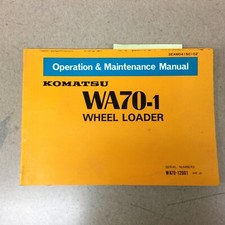 Operation & Maintenance Manual
KOMATSU
WA70-1
WHEEL LOADER
SERIAL NUMBERS